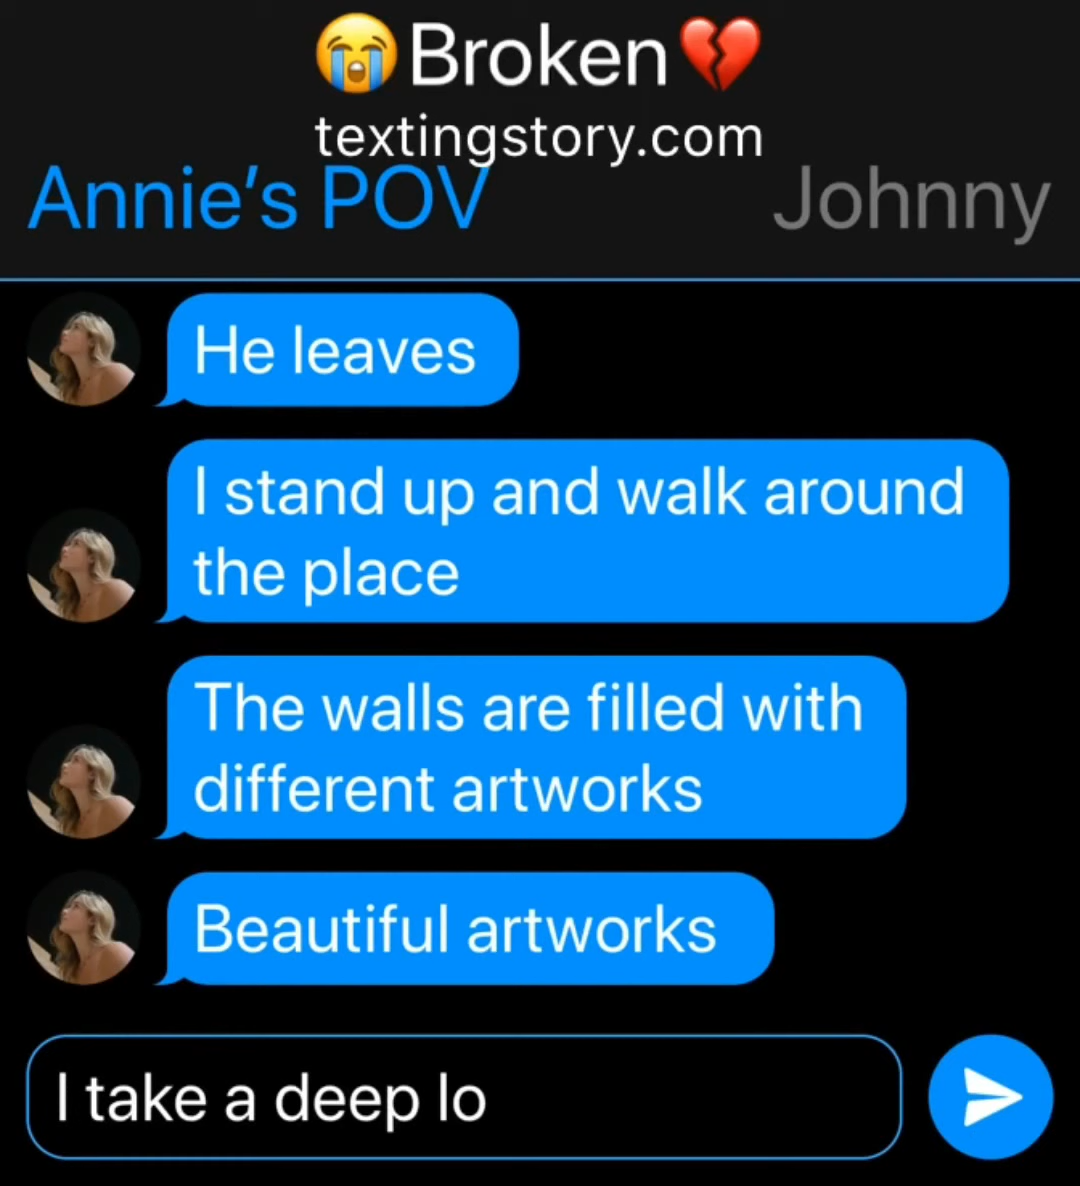 😭Broken💔
textingstory.com
Annie’s POV Johnny
He leaves
I stand up and walk around
the place
The walls are filled with
different artworks
Beautiful artworks
I take a deep lo